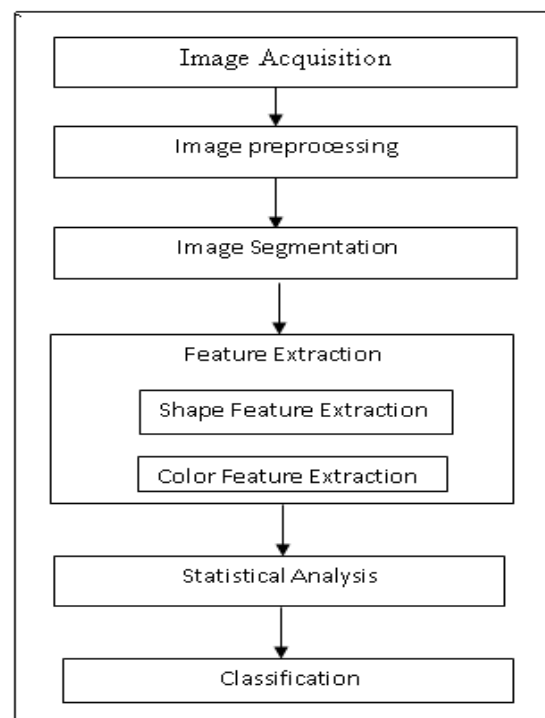 Image Acquisition
Image preprocessing
Image Segmentation
Feature Extraction
Shape Feature Extraction
Color Feature Extraction
Statistical Analysis
Classification